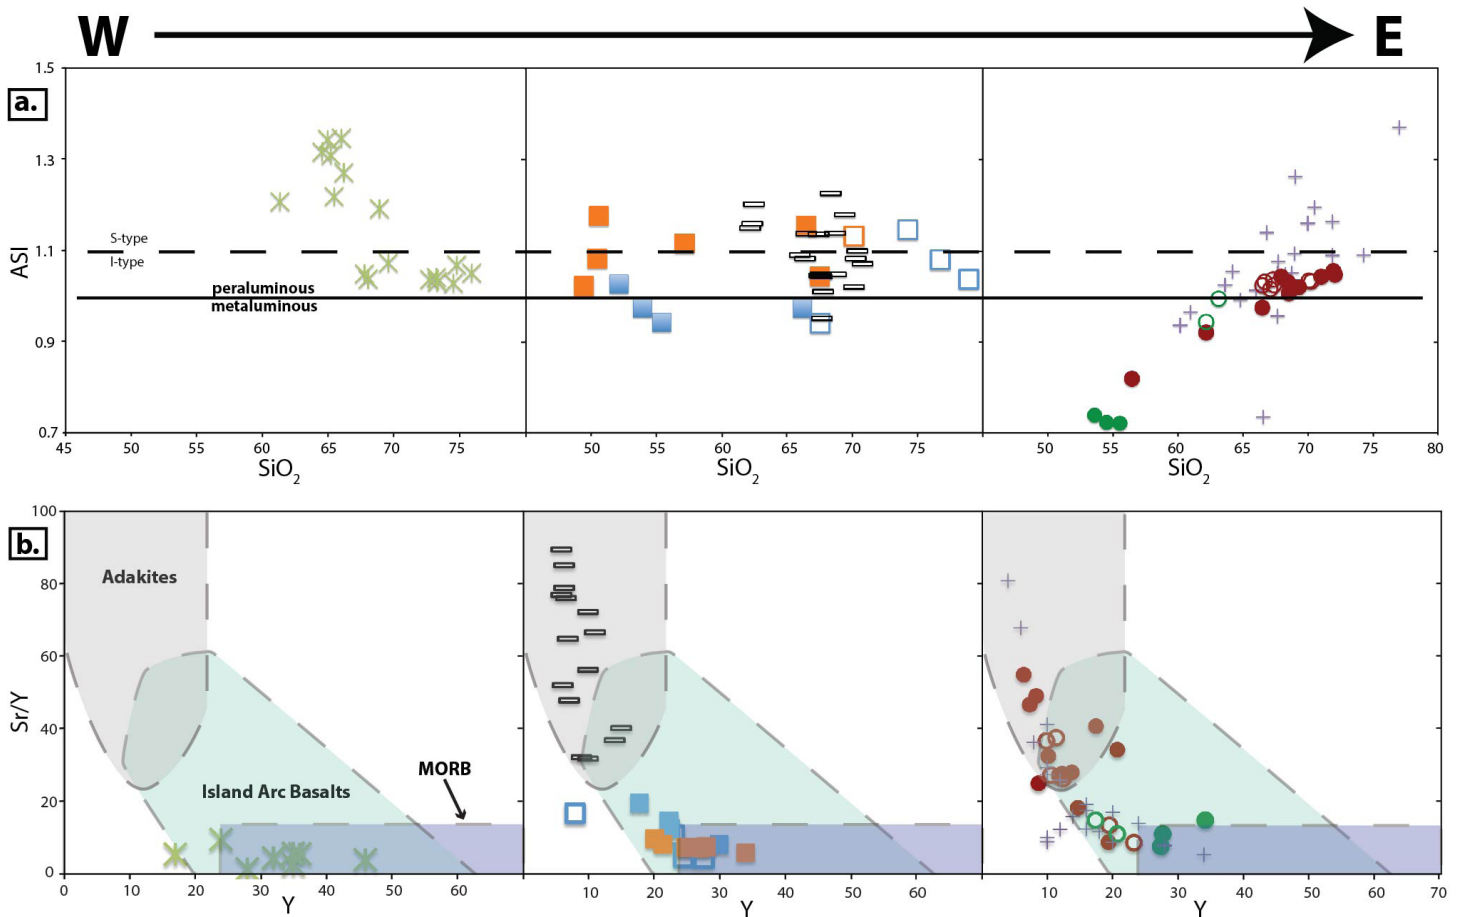 W E
a.
1.5
1.3
1.1
0.9
0.7
ASI
S-type
I-type
peraluminous
metaluminous
45 50 55 60 65 70 75 50 55 60 65 70 75 50 55 60 65 70 75 80
SiO2 SiO2 SiO2
b.
100
80
60
40
20
0
Sr/Y
Adakites
MORB
Island Arc Basalts
0 10 20 30 40 50 60 10 20 30 40 50 60 10 20 30 40 50 60 70
Y Y Y